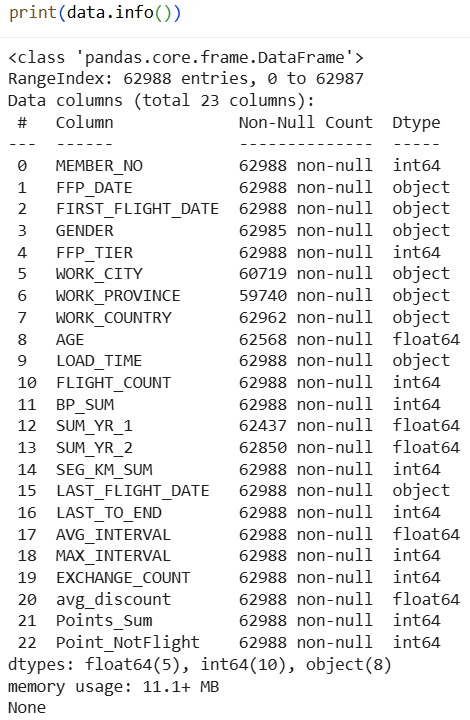 print(data.info())
<class 'pandas.core.frame.DataFrame'>
RangeIndex: 62988 entries, 0 to 62987
Data columns (total 23 columns):
 #   Column             Non-Null Count  Dtype
---  ------             --------------  -----
 0   MEMBER_NO          62988 non-null  int64
 1   FFP_DATE           62988 non-null  object
 2   FIRST_FLIGHT_DATE  62988 non-null  object
 3   GENDER             62985 non-null  object
 4   FFP_TIER           62988 non-null  int64
 5   WORK_CITY          60719 non-null  object
 6   WORK_PROVINCE      59740 non-null  object
 7   WORK_COUNTRY       62962 non-null  object
 8   AGE                62568 non-null  float64
 9   LOAD_TIME          62988 non-null  object
 10  FLIGHT_COUNT       62988 non-null  int64
 11  BP_SUM             62988 non-null  int64
 12  SUM_YR_1           62437 non-null  float64
 13  SUM_YR_2           62850 non-null  float64
 14  SEG_KM_SUM         62988 non-null  int64
 15  LAST_FLIGHT_DATE   62988 non-null  object
 16  LAST_TO_END        62988 non-null  int64
 17  AVG_INTERVAL       62988 non-null  float64
 18  MAX_INTERVAL       62988 non-null  int64
 19  EXCHANGE_COUNT     62988 non-null  int64
 20  avg_discount       62988 non-null  float64
 21  Points_Sum         62988 non-null  int64
 22  Point_NotFlight    62988 non-null  int64
dtypes: float64(5), int64(10), object(8)
memory usage: 11.1+ MB
None